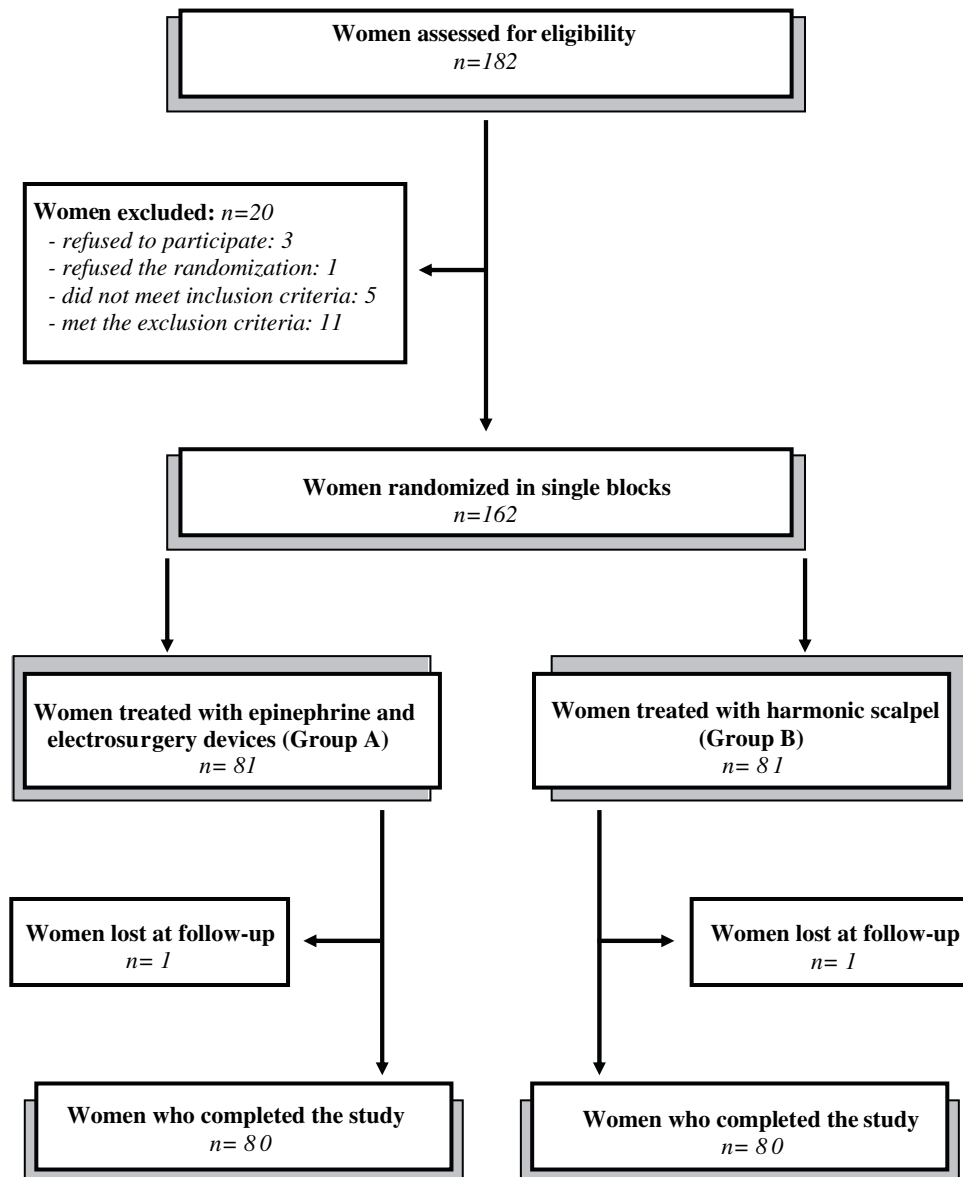 Women assessed for eligibility
n=182
Women excluded: n=20
- refused to participate: 3
- refused the randomization: 1
- did not meet inclusion criteria: 5
- met the exclusion criteria: 11
Women randomized in single blocks
n=162
Women treated with epinephrine and
electrosurgery devices (Group A)
n= 81
Women treated with harmonic scalpel
(Group B)
n= 81
Women lost at follow-up
n= 1
Women lost at follow-up
n= 1
Women who completed the study
n= 80
Women who completed the study
n= 80